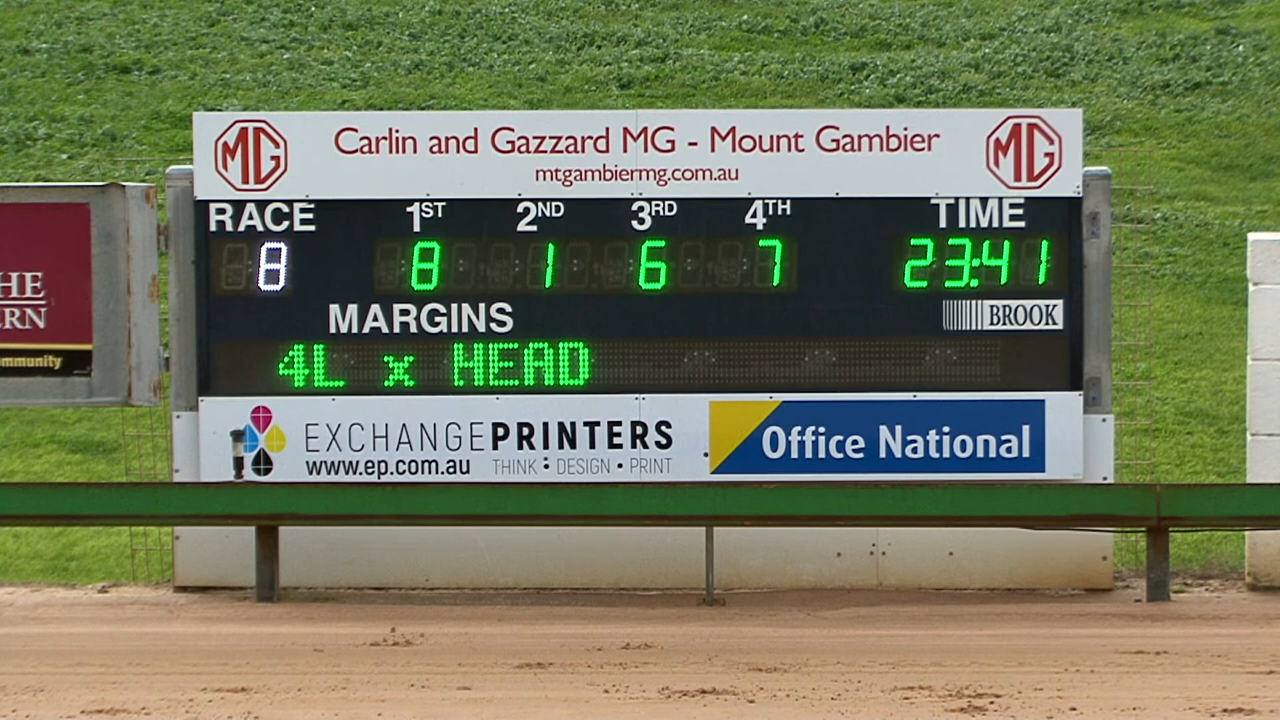 MG Carlin and Gazzard MG - Mount Gambier MG
mtgambiermg.com.au
RACE 1ST 2ND 3RD 4TH TIME
8 8 1 6 7 23:41
MARGINS BROOK
4L x HEAD
EXCHANGEPRINTERS
www.ep.com.au THINK : DESIGN • PRINT
Office National
HE
RN
mmunity